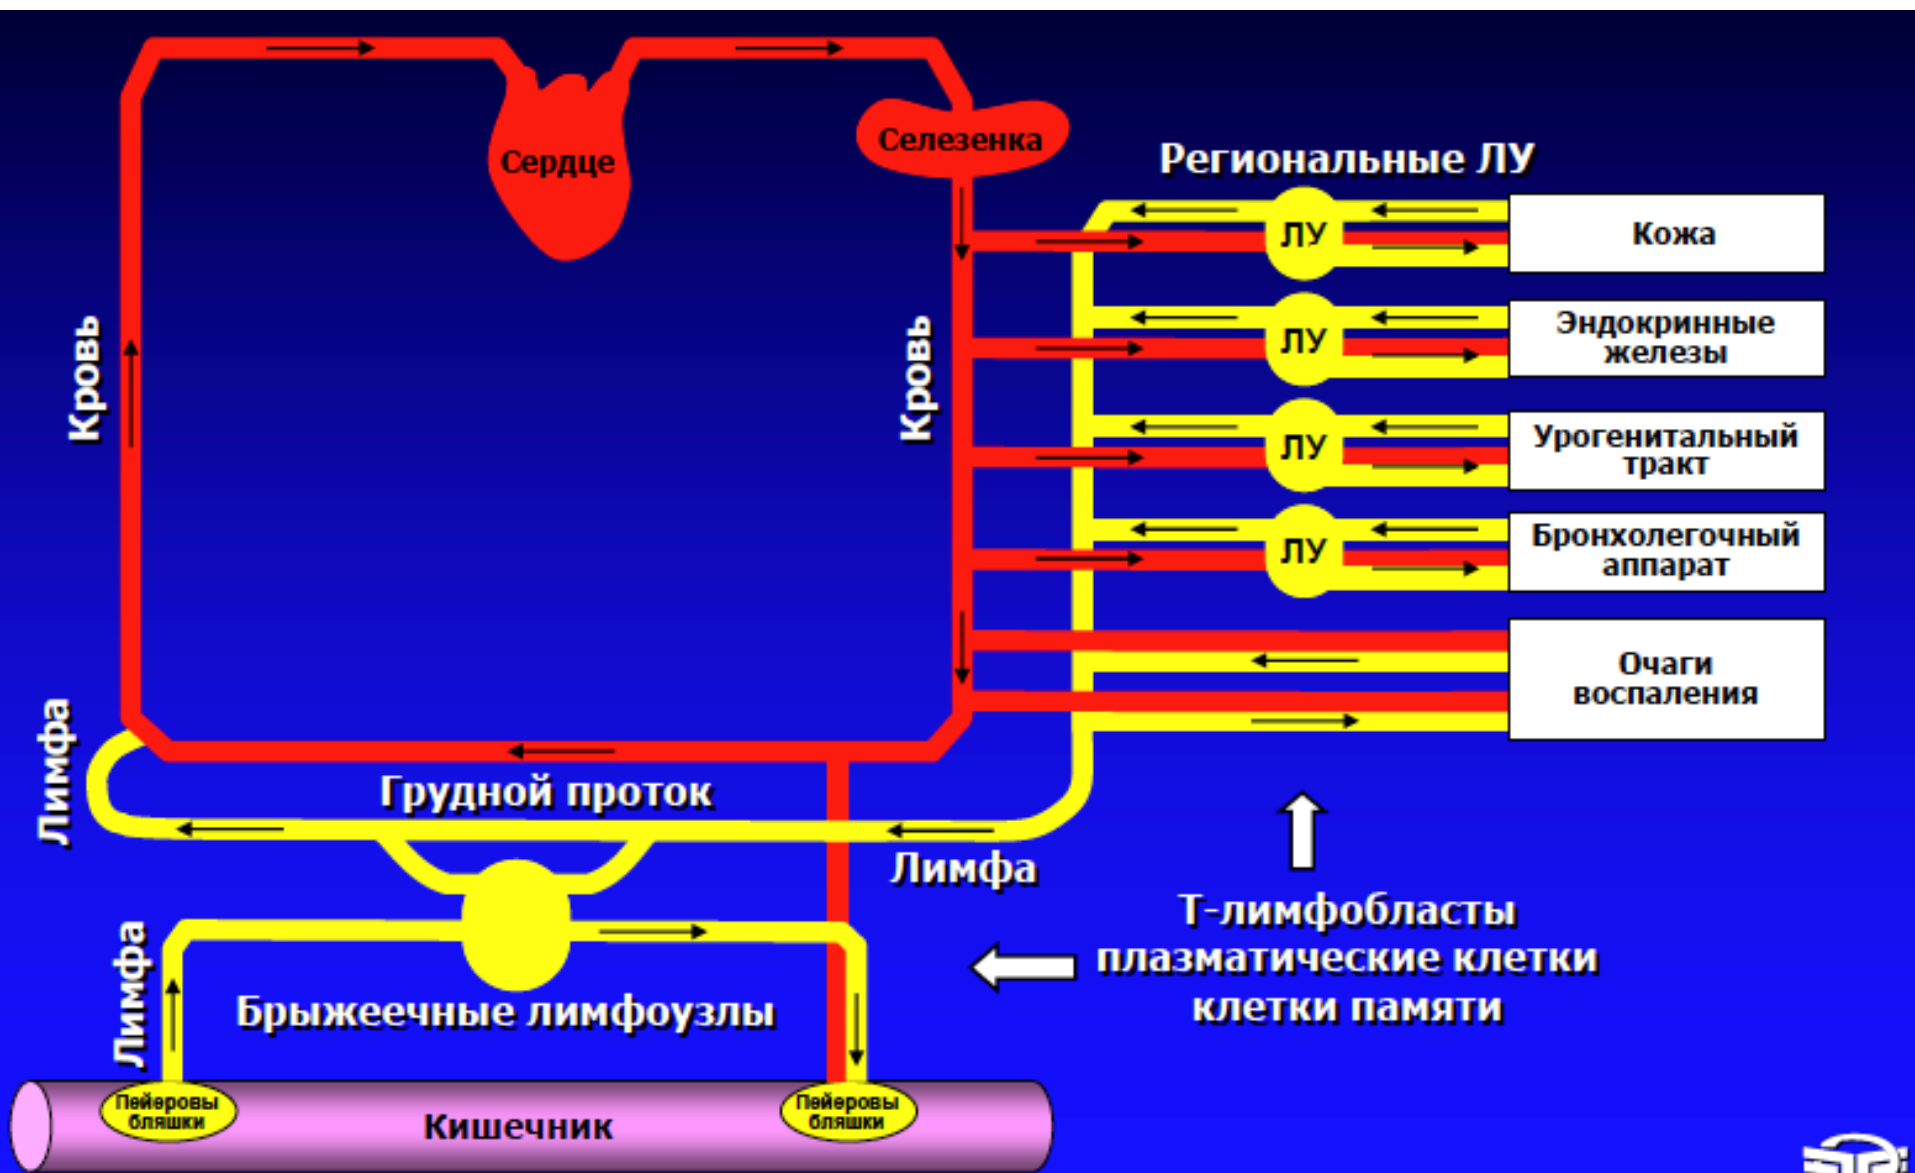 Сердце
Селезенка
Региональные ЛУ
ЛУ
Кожа
ЛУ
Эндокринные
железы
ЛУ
Урогенитальный
тракт
ЛУ
Бронхолегочный
аппарат
Очаги
воспаления
Кровь
Кровь
Лимфа
Грудной проток
Лимфа
Т-лимфобласты
плазматические клетки
клетки памяти
Лимфа
Брыжеечные лимфоузлы
Пейеровы
бляшки
Кишечник
Пейеровы
бляшки